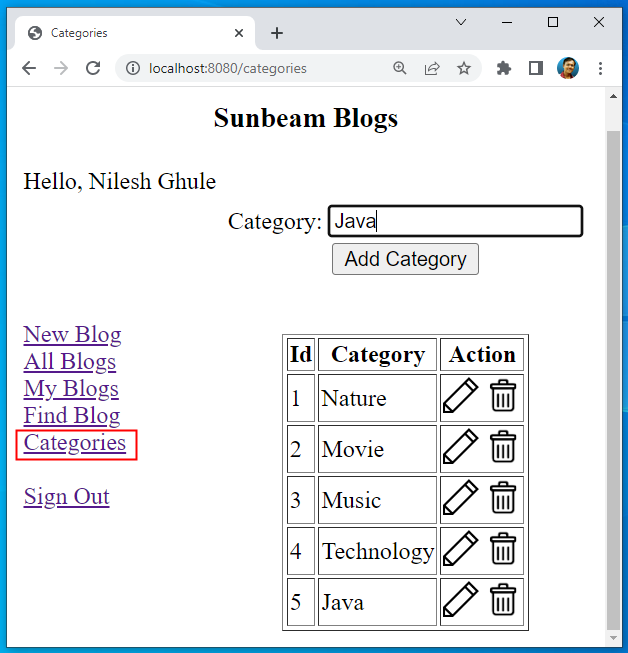 Categories
localhost:8080/categories
Sunbeam Blogs
Hello, Nilesh Ghule
Category: Java
Add Category
New Blog
All Blogs
My Blogs
Find Blog
Categories
Sign Out
Id Category Action
1 Nature
2 Movie
3 Music
4 Technology
5 Java